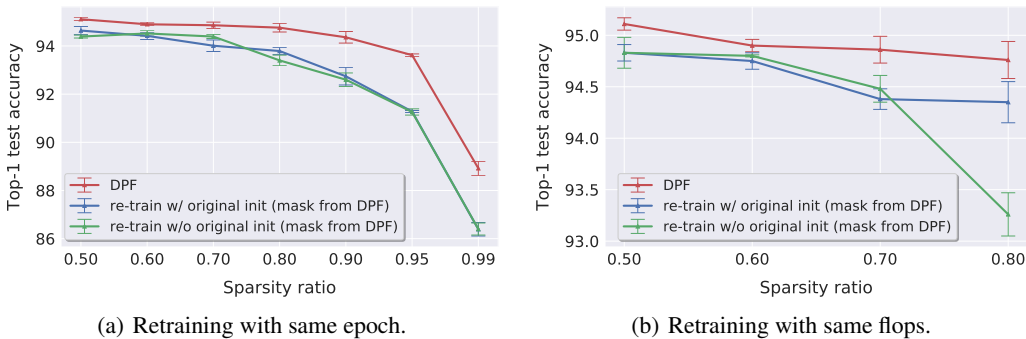 Top-1 test accuracy
94
92
90
88
86
DPF
re-train w/ original init (mask from DPF)
re-train w/o original init (mask from DPF)
0.50 0.60 0.70 0.80 0.90 0.95 0.99
Sparsity ratio
(a) Retraining with same epoch.
Top-1 test accuracy
95.0
94.5
94.0
93.5
93.0
DPF
re-train w/ original init (mask from DPF)
re-train w/o original init (mask from DPF)
0.50 0.60 0.70 0.80
Sparsity ratio
(b) Retraining with same flops.